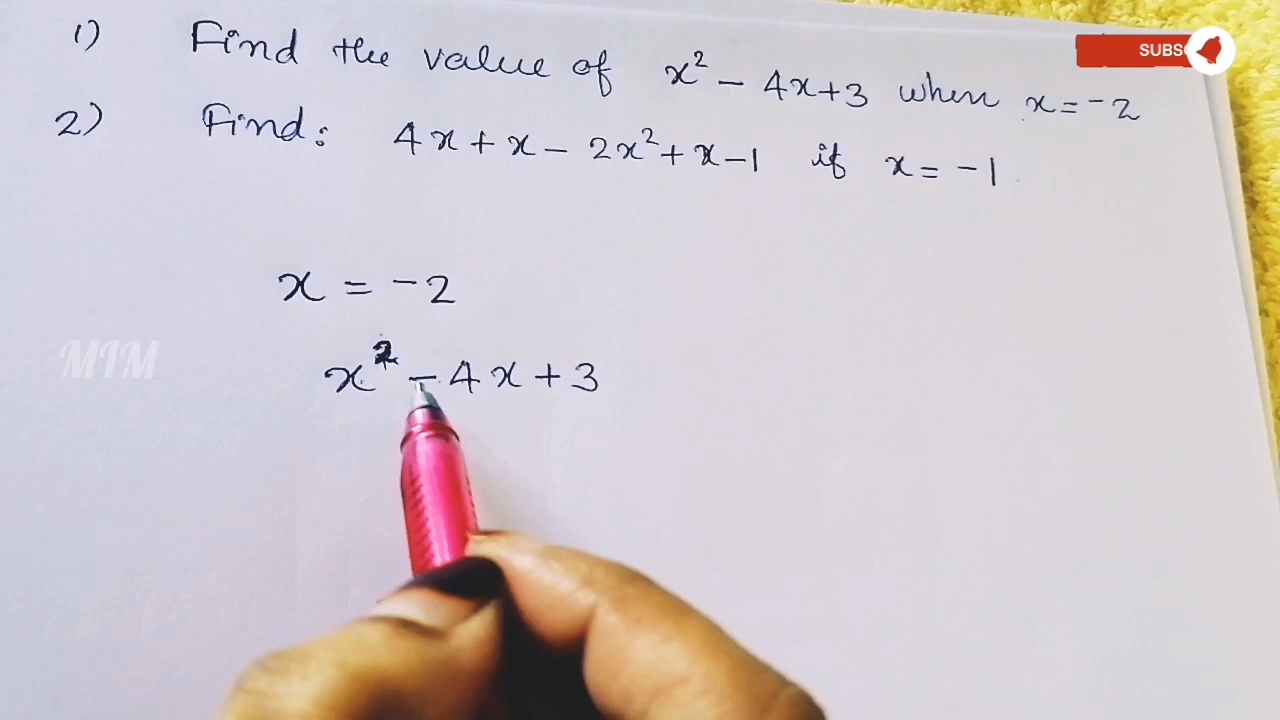 1) Find the value of x² - 4x+3 when x = -2
2) Find: 4x + x - 2x² + x - 1 if x = -1
x = -2
x² - 4x + 3
MIM
SUBS